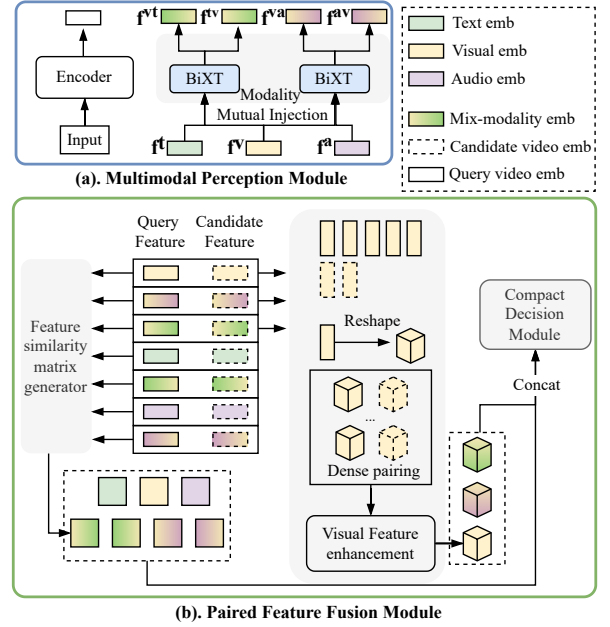 f^vt f^tv f^va f^av
Encoder
Input
BiXT
BiXT
Modality
Mutual Injection
f^t f^v f^a
(a). Multimodal Perception Module
Text emb
Visual emb
Audio emb
Mix-modality emb
Candidate video emb
Query video emb
Query Candidate
Feature Feature
Feature
similarity
matrix
generator
Reshape
...
Dense pairing
Visual Feature
enhancement
Compact
Decision
Module
Concat
(b). Paired Feature Fusion Module